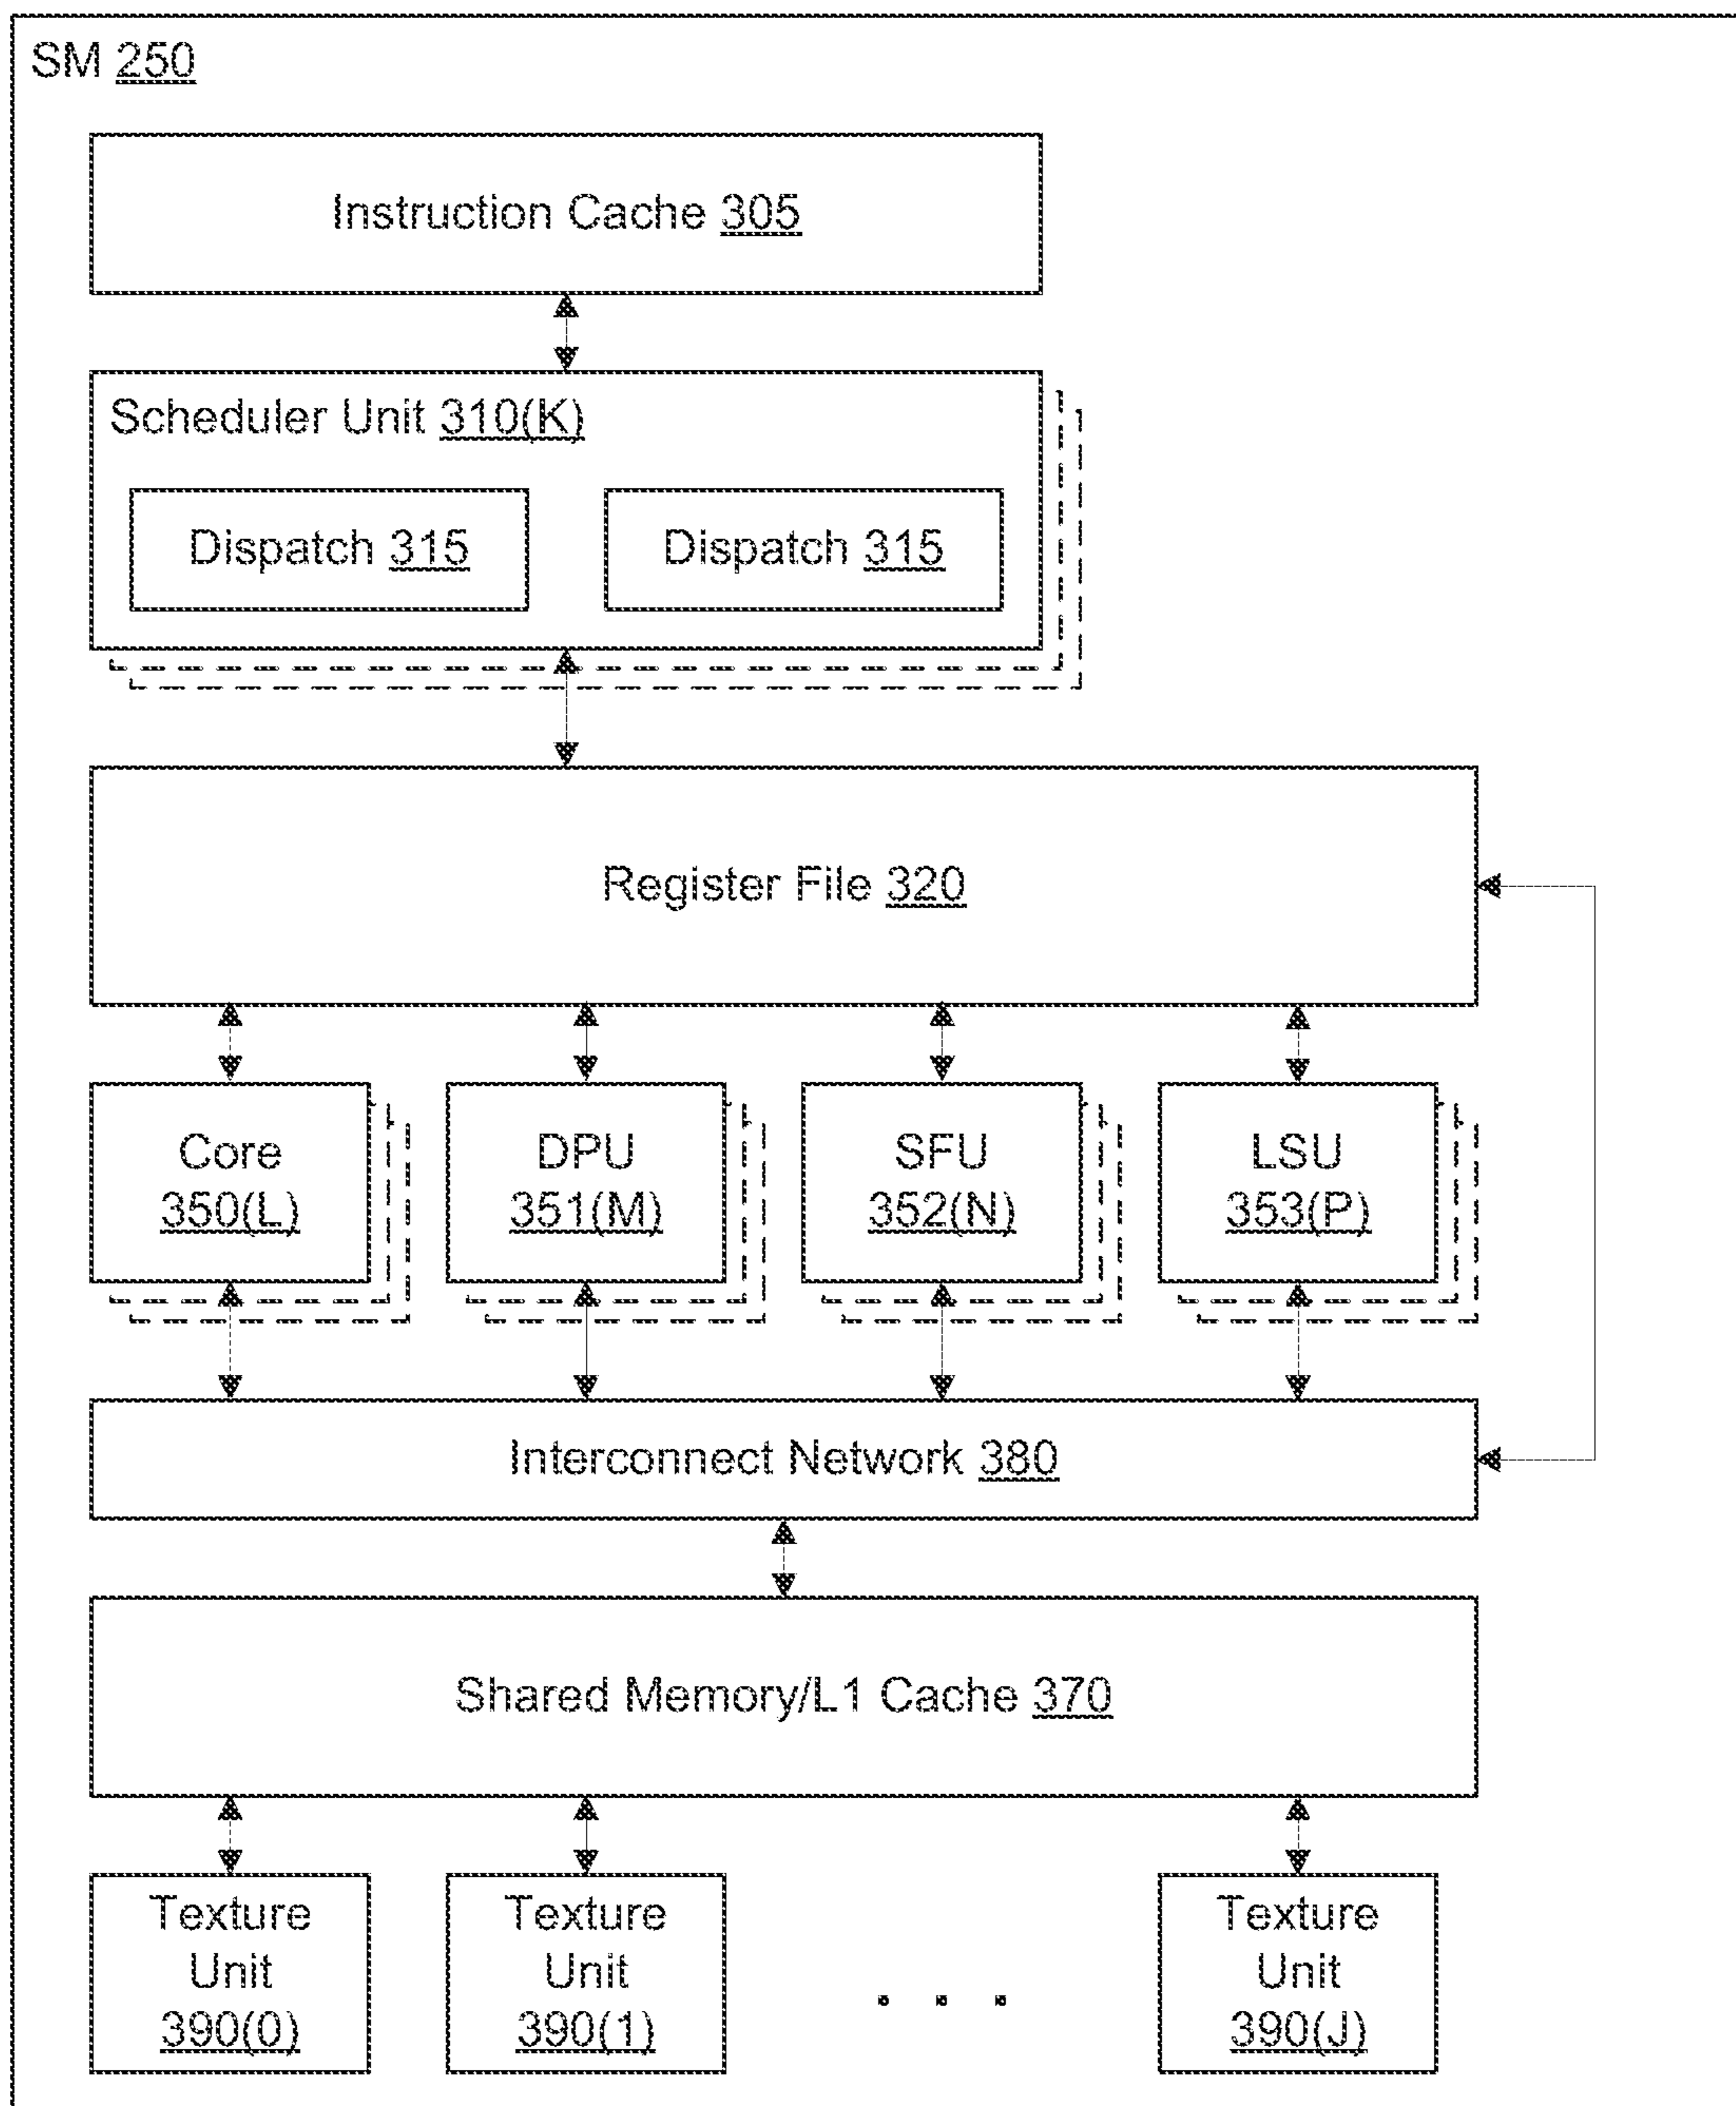 SM 250
Instruction Cache 305
Scheduler Unit 310(K)
Dispatch 315
Dispatch 315
Register File 320
Core
350(L)
DPU
351(M)
SFU
352(N)
LSU
353(P)
Interconnect Network 380
Shared Memory/L1 Cache 370
Texture
Unit
390(0)
Texture
Unit
390(1)
. . .
Texture
Unit
390(J)